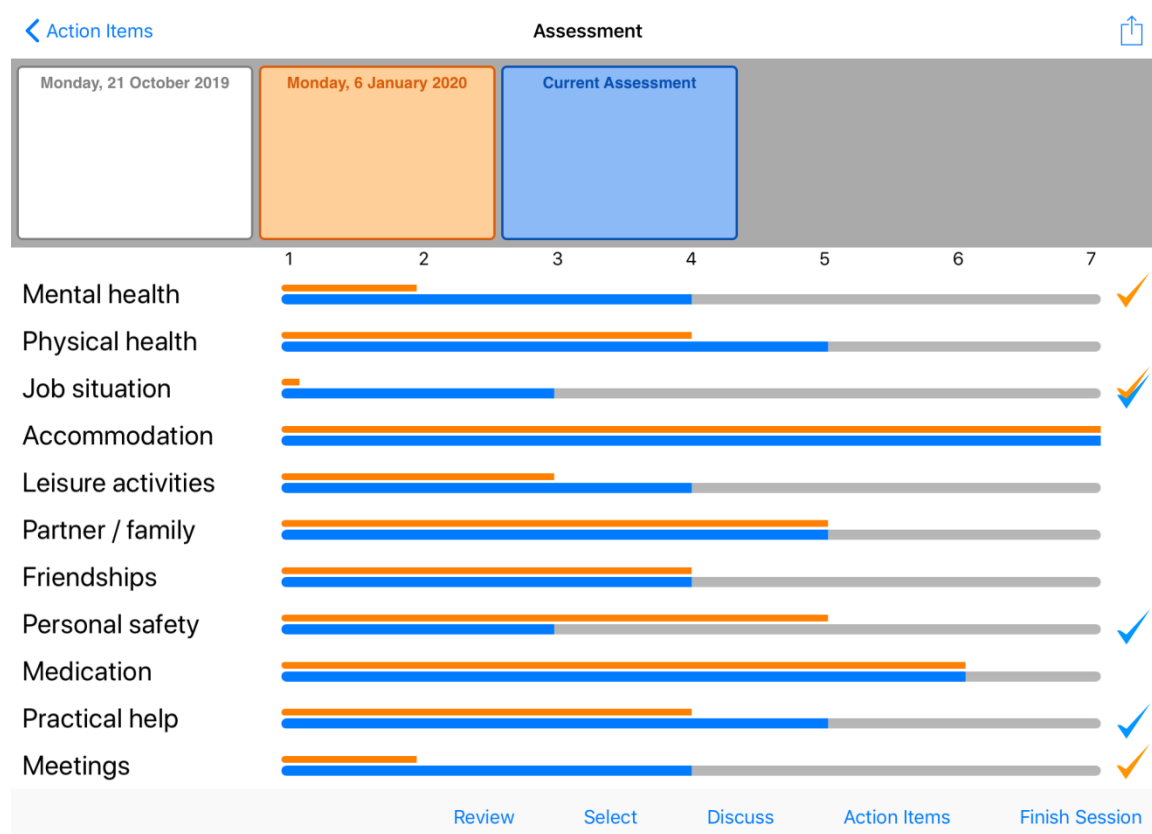 Action Items
Assessment
Monday, 21 October 2019
Monday, 6 January 2020
Current Assessment
1 2 3 4 5 6 7
Mental health
Physical health
Job situation
Accommodation
Leisure activities
Partner / family
Friendships
Personal safety
Medication
Practical help
Meetings
Review Select Discuss Action Items Finish Session